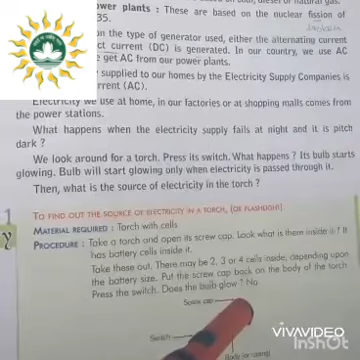 ower plants : These are based on the nuclear fission of
35.
on the type of generator used, either the alternating current
ct current (DC) is generated. In our country, we use AC
e get AC from our power plants.
supplied to our homes by the Electricity Supply Companies is
rrent (AC).
Electricity we use at home, in our factories or at shopping malls comes from
the power stations.
What happens when the electricity supply fails at night and it is pitch
dark ?
We look around for a torch. Press its switch. What happens ? Its bulb starts
glowing. Bulb will start glowing only when electricity is passed through it.
Then, what is the source of electricity in the torch ?
1
TO FIND OUT THE SOURCE OF ELECTRICITY IN A TORCH, (OR FLASHLIGHT)
Y
MATERIAL REQUIRED : Torch with cells
PROCEDURE : Take a torch and open its screw cap. Look what is there inside it ? It
has battery cells inside it.
Take these out. There may be 2, 3 or 4 cells inside, depending upon
the battery size. Put the screw cap back on the body of the torch
Press the switch. Does the bulb glow ? No
Screw cap
Switch
Body (or casing)
VIVAVIDEO
InShOt